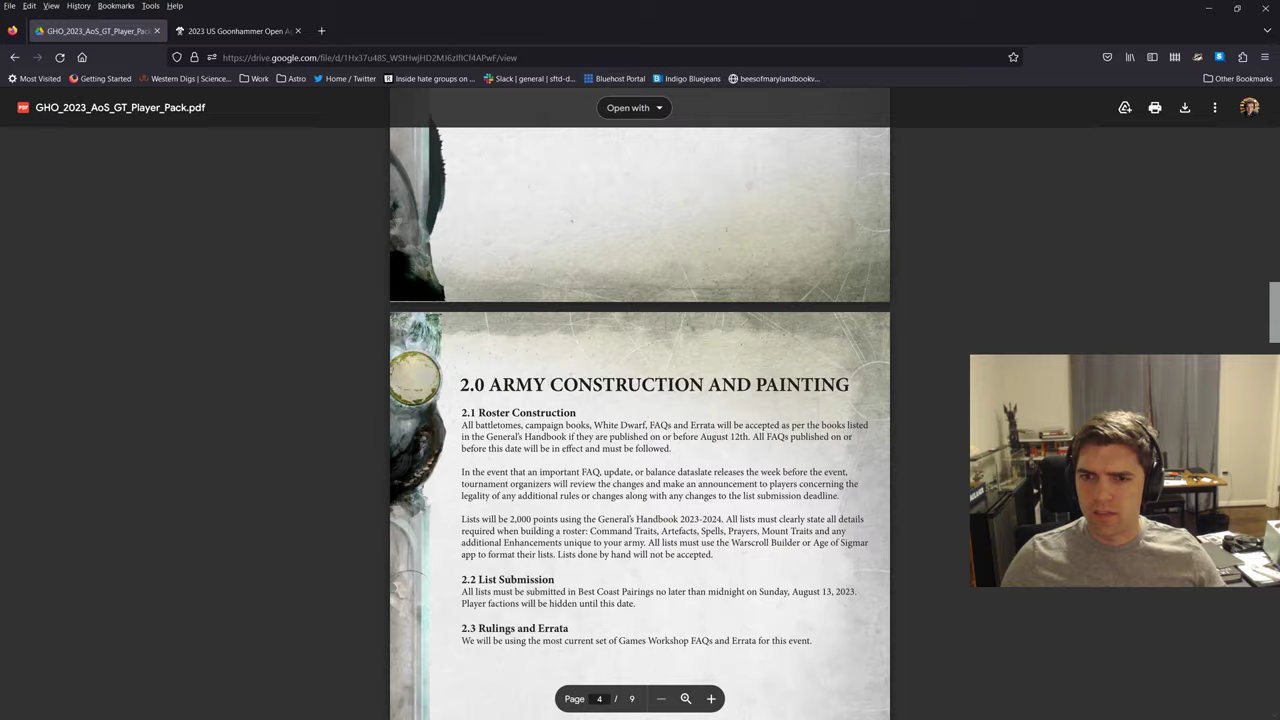 File Edit View History Bookmarks Tools Help
GHO_2023_AoS_GT_Player_Pack
2023 US Goonhammer Open A
https://drive.google.com/file/d/
Most Visited Getting Started Western Digs | Science... Work Astro Home / Twitter Inside hate groups on ... Slack | general | sftd-d... Bluehost Portal Indigo Bluejeans beesofmarylandbookv... Other Bookmarks
PDF GHO_2023_AoS_GT_Player_Pack.pdf
Open with
2.0 ARMY CONSTRUCTION AND PAINTING
2.1 Roster Construction
All battletomes, campaign books, White Dwarf, FAQs and Errata will be accepted as per the books listed
in the General's Handbook if they are published on or before August 12th. All FAQs published on or
before this date will be in effect and must be followed.
In the event that an important FAQ, update, or balance dataslate releases the week before the event,
tournament organizers will review the changes and make an announcement to players concerning the
legality of any additional rules or changes along with any changes to the list submission deadline.
Lists will be 2,000 points using the General's Handbook 2023-2024. All lists must clearly state all details
required when building a roster: Command Traits, Artefacts, Spells, Prayers, Mount Traits and any
additional Enhancements unique to your army. All lists must use the Warscroll Builder or Age of Sigmar
app to format their lists. Lists done by hand will not be accepted.
2.2 List Submission
All lists must be submitted in Best Coast Pairings no later than midnight on Sunday, August 13, 2023.
Player factions will be hidden until this date.
2.3 Rulings and Errata
We will be using the most current set of Games Workshop FAQs and Errata for this event.
Page 4 / 9